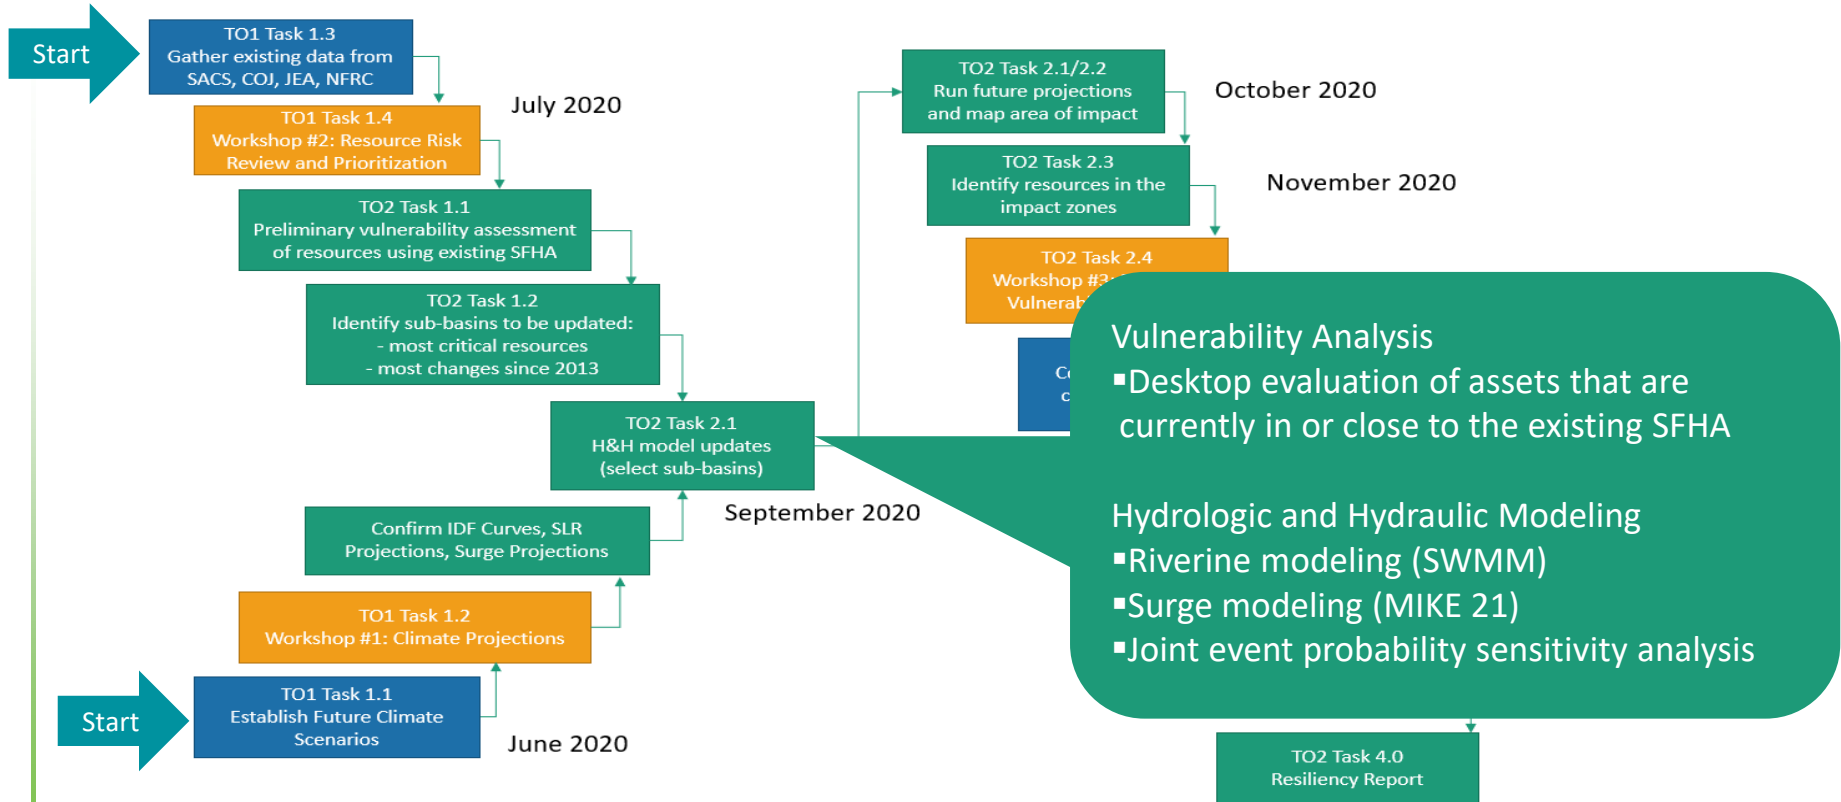 Start
TO1 Task 1.3
Gather existing data from
SACS, COJ, JEA, NFRC
July 2020
TO1 Task 1.4
Workshop #2: Resource Risk
Review and Prioritization
TO2 Task 1.1
Preliminary vulnerability assessment
of resources using existing SFHA
TO2 Task 1.2
Identify sub-basins to be updated:
- most critical resources
- most changes since 2013
TO2 Task 2.1
H&H model updates
(select sub-basins)
September 2020
Confirm IDF Curves, SLR
Projections, Surge Projections
TO1 Task 1.2
Workshop #1: Climate Projections
Start
TO1 Task 1.1
Establish Future Climate
Scenarios
June 2020
TO2 Task 2.1/2.2
Run future projections
and map area of impact
October 2020
TO2 Task 2.3
Identify resources in the
impact zones
November 2020
TO2 Task 2.4
Workshop #3:
Vulnerability Analysis
▪Desktop evaluation of assets that are
currently in or close to the existing SFHA
Hydrologic and Hydraulic Modeling
▪Riverine modeling (SWMM)
▪Surge modeling (MIKE 21)
▪Joint event probability sensitivity analysis
TO2 Task 4.0
Resiliency Report